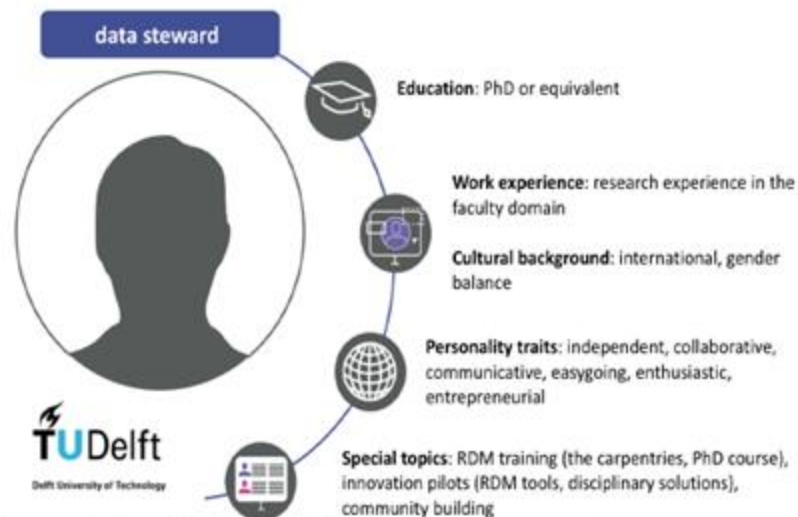 data steward
Education: PhD or equivalent
Work experience: research experience in the
faculty domain
Cultural background: international, gender
balance
Personality traits: independent, collaborative,
communicative, easygoing, enthusiastic,
entrepreneurial
TUDelft
Delft University of Technology
Special topics: RDM training (the carpentries, PhD course),
innovation pilots (RDM tools, disciplinary solutions),
community building